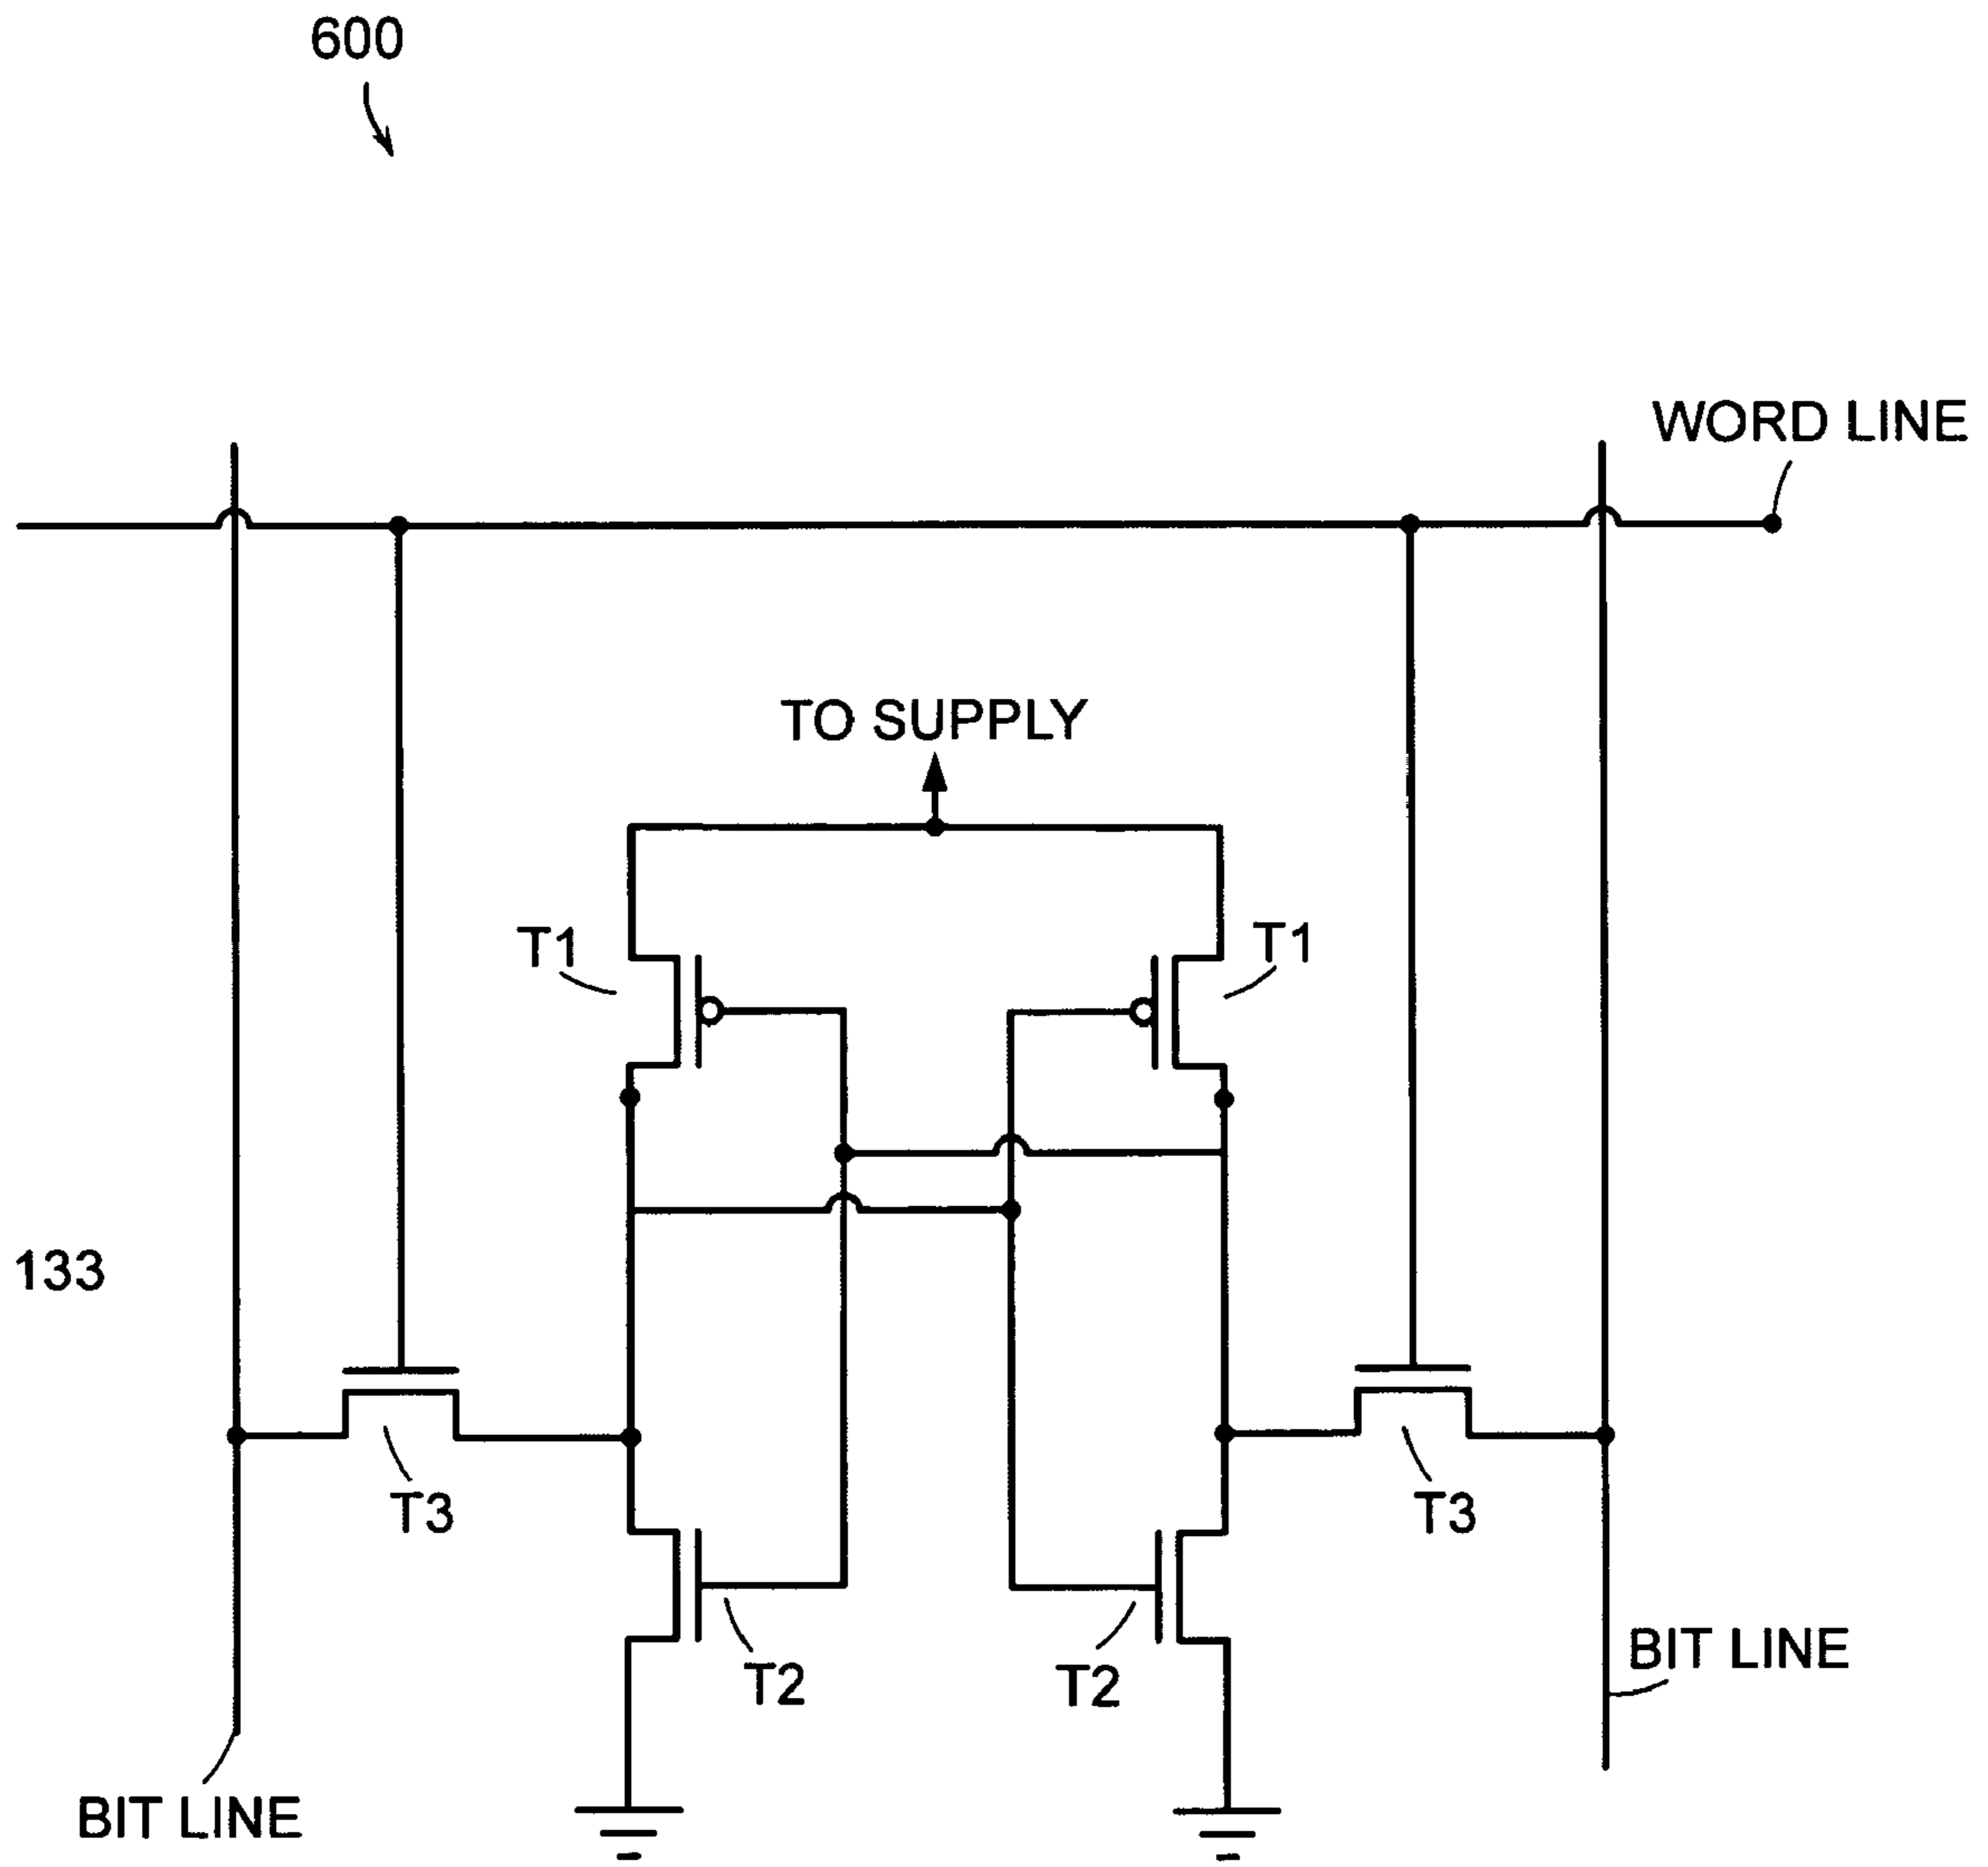 600
WORD LINE
TO SUPPLY
T1
T1
133
T3
T3
T2
T2
BIT LINE
BIT LINE